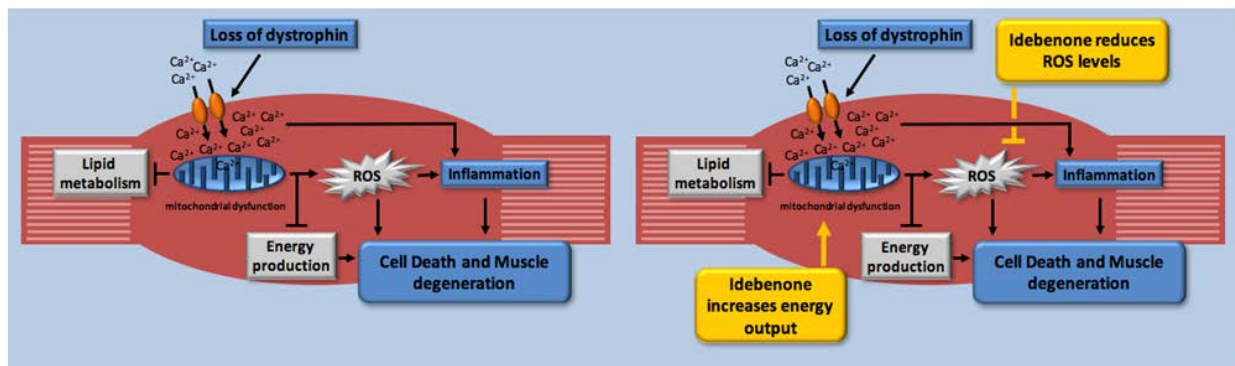 Loss of dystrophin
Ca²⁺
Ca²⁺
Ca²⁺
Ca²⁺ Ca²⁺
Ca²⁺
Ca²⁺
Ca²⁺
Ca²⁺
Ca²⁺
Ca²⁺
Ca²⁺
Lipid
metabolism
mitochondrial dysfunction
ROS
Inflammation
Energy
production
Cell Death and Muscle
degeneration
Loss of dystrophin
Idebenone reduces
ROS levels
Ca²⁺
Ca²⁺
Ca²⁺
Ca²⁺ Ca²⁺
Ca²⁺
Ca²⁺
Ca²⁺
Ca²⁺
Ca²⁺
Ca²⁺
Ca²⁺
Lipid
metabolism
mitochondrial dysfunction
ROS
Inflammation
Energy
production
Cell Death and Muscle
degeneration
Idebenone
increases energy
output